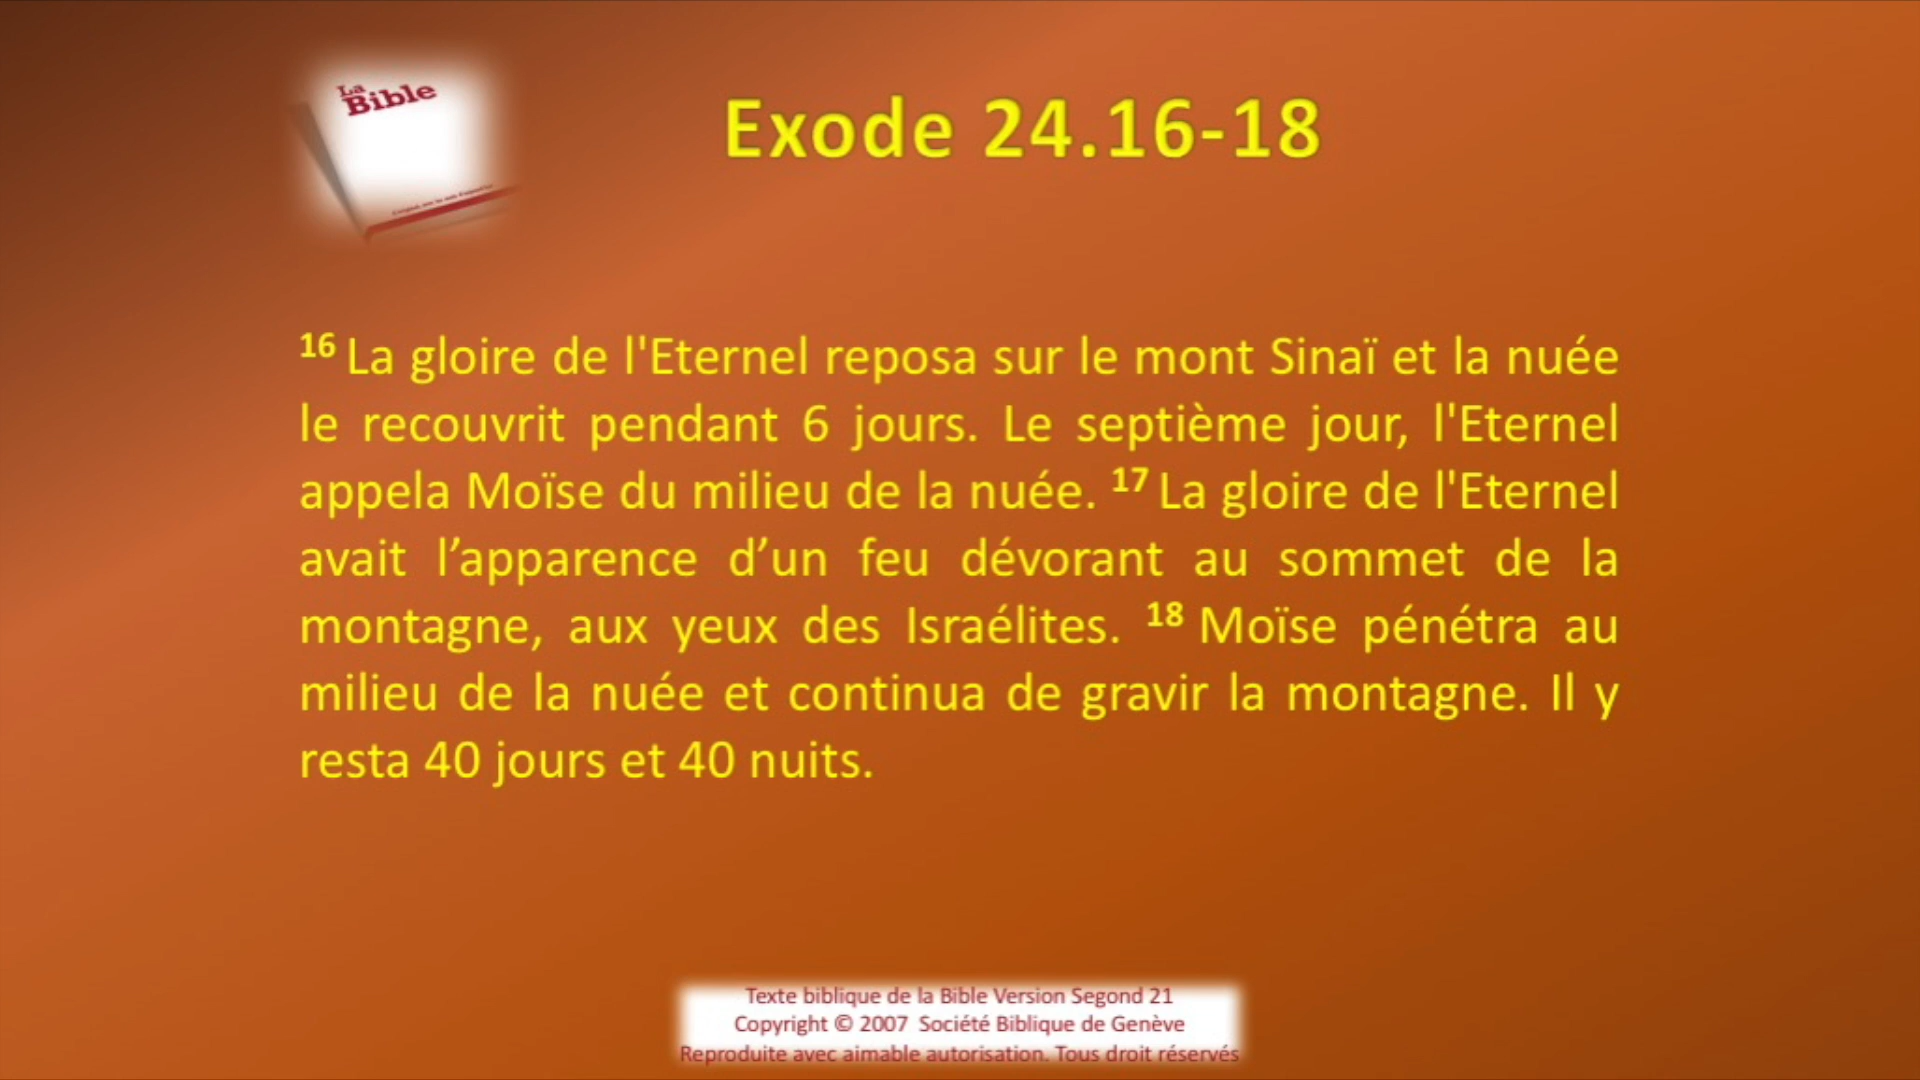 La
Bible
Exode 24.16-18
16 La gloire de l'Eternel reposa sur le mont Sinaï et la nuée
le recouvrit pendant 6 jours. Le septième jour, l'Eternel
appela Moïse du milieu de la nuée. 17 La gloire de l'Eternel
avait l’apparence d’un feu dévorant au sommet de la
montagne, aux yeux des Israélites. 18 Moïse pénétra au
milieu de la nuée et continua de gravir la montagne. Il y
resta 40 jours et 40 nuits.
Texte biblique de la Bible Version Segond 21
Copyright © 2007 Société Biblique de Genève
Reproduite avec aimable autorisation. Tous droit réservés